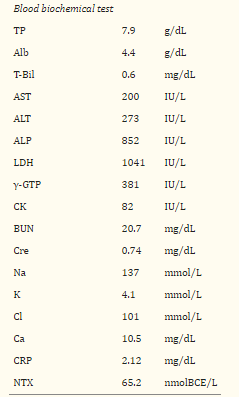 Blood biochemical test
TP 7.9 g/dL
Alb 4.4 g/dL
T-Bil 0.6 mg/dL
AST 200 IU/L
ALT 273 IU/L
ALP 852 IU/L
LDH 1041 IU/L
γ-GTP 381 IU/L
CK 82 IU/L
BUN 20.7 mg/dL
Cre 0.74 mg/dL
Na 137 mmol/L
K 4.1 mmol/L
Cl 101 mmol/L
Ca 10.5 mg/dL
CRP 2.12 mg/dL
NTX 65.2 nmolBCE/L